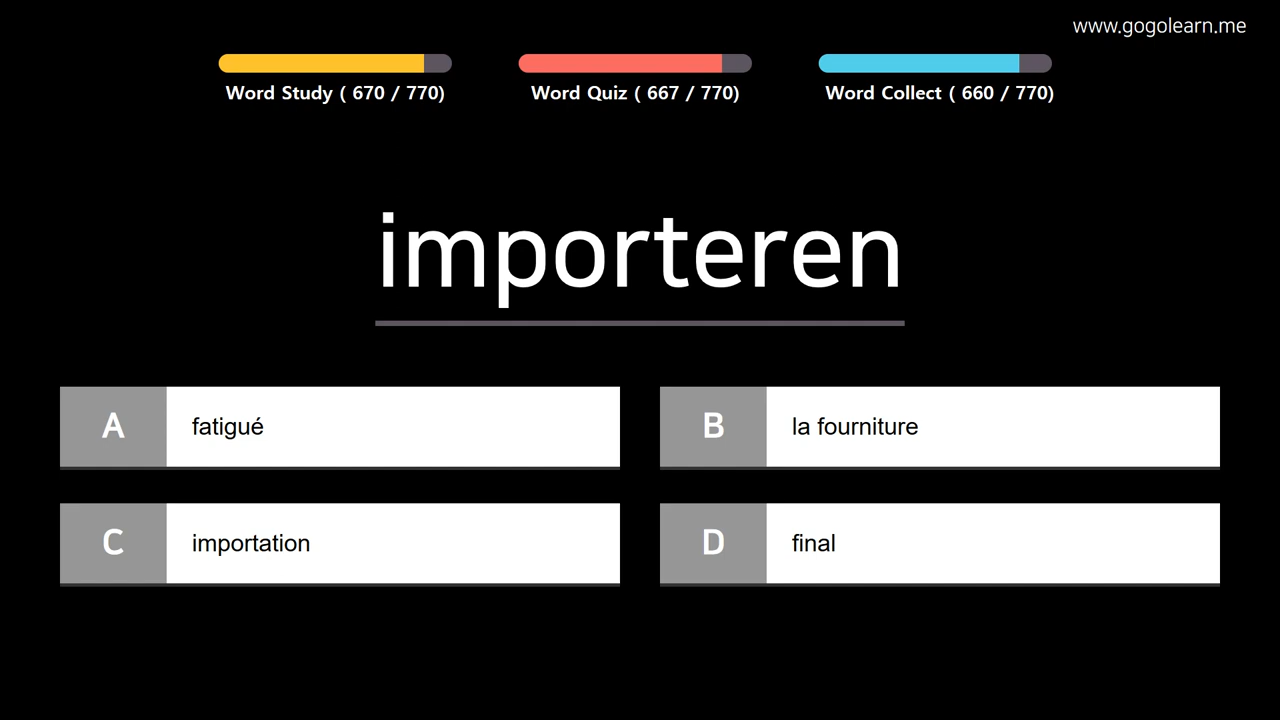 www.gogolearn.me
Word Study ( 670 / 770)
Word Quiz ( 667 / 770)
Word Collect ( 660 / 770)
importeren
A fatigué
B la fourniture
C importation
D final